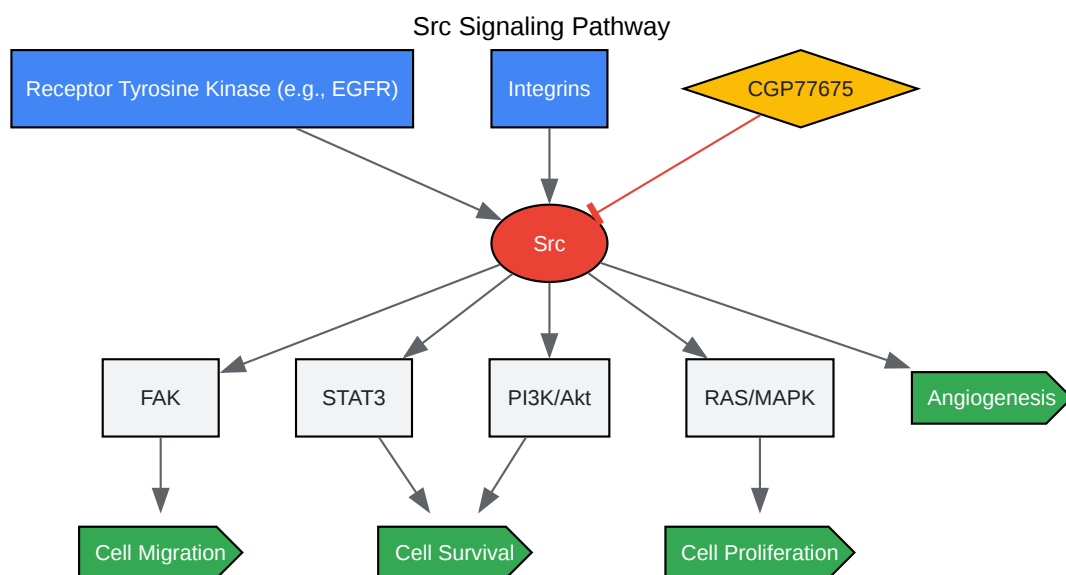 Src Signaling Pathway
Receptor Tyrosine Kinase (e.g., EGFR)
Integrins
CGP77675
Src
FAK
STAT3
PI3K/Akt
RAS/MAPK
Angiogenesis
Cell Migration
Cell Survival
Cell Proliferation